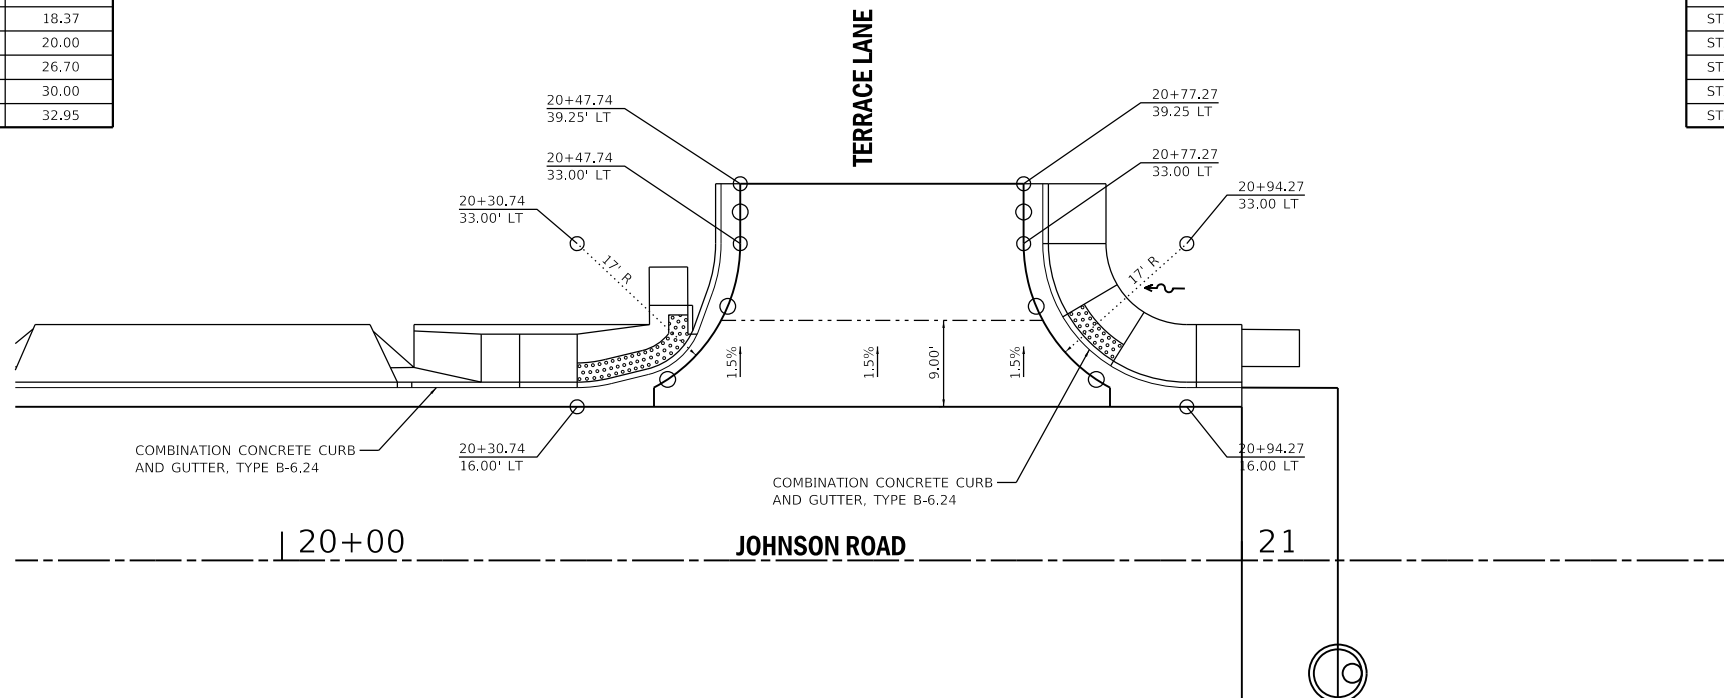 18.37
20.00
26.70
30.00
32.95
ST
ST
ST
ST
ST
TERRACE LANE
20+47.74
39.25' LT
20+77.27
39.25 LT
20+47.74
33.00' LT
20+77.27
33.00 LT
20+30.74
33.00' LT
20+94.27
33.00 LT
17' R
17' R
1.5%
1.5%
9.00'
1.5%
COMBINATION CONCRETE CURB
AND GUTTER, TYPE B-6.24
20+30.74
16.00' LT
20+94.27
16.00 LT
COMBINATION CONCRETE CURB
AND GUTTER, TYPE B-6.24
20+00
JOHNSON ROAD
21